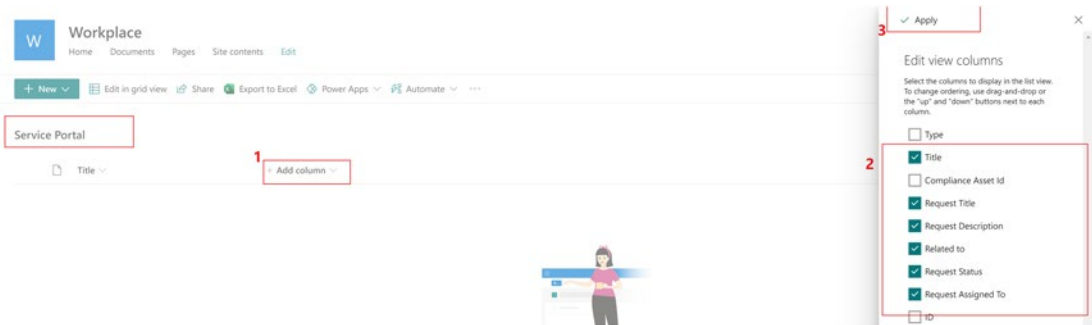 W
Workplace
Home Documents Pages Site contents Edit
+ New Edit in grid view Share Export to Excel Power Apps Automate ...
Service Portal
Title
1
+ Add column
3
Apply
Edit view columns
Select the columns to display in the list view.
To change ordering, use drag-and-drop or
the "up" and "down" buttons next to each
column.
Type
2
Title
Compliance Asset Id
Request Title
Request Description
Related to
Request Status
Request Assigned To
ID